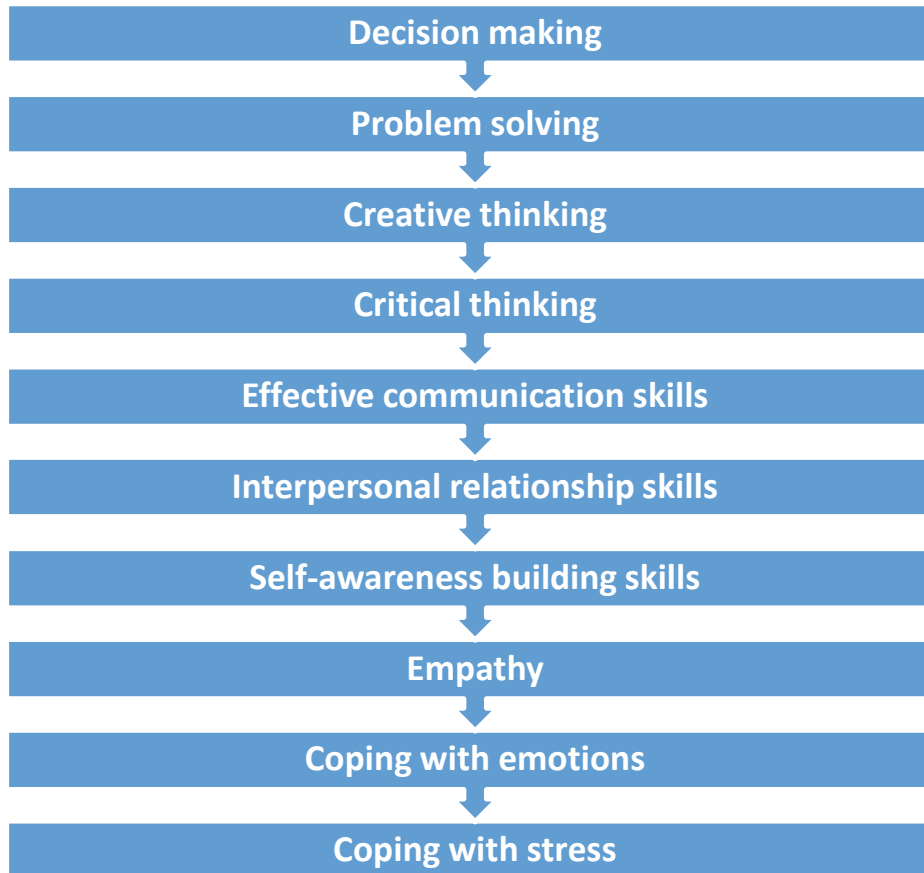 Decision making
Problem solving
Creative thinking
Critical thinking
Effective communication skills
Interpersonal relationship skills
Self-awareness building skills
Empathy
Coping with emotions
Coping with stress